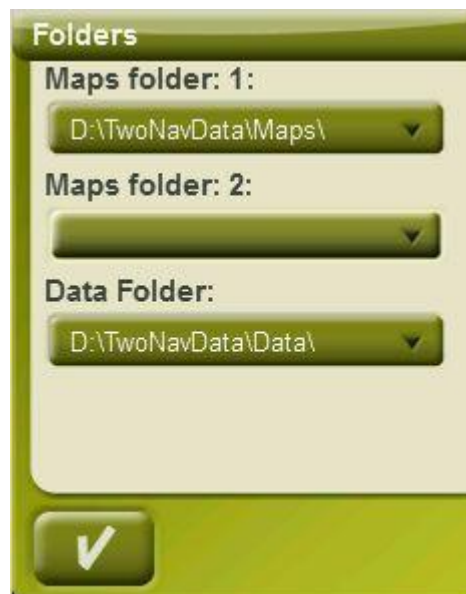 Folders
Maps folder: 1:
D:\TwoNavData\Maps\
Maps folder: 2:
Data Folder:
D:\TwoNavData\Data\